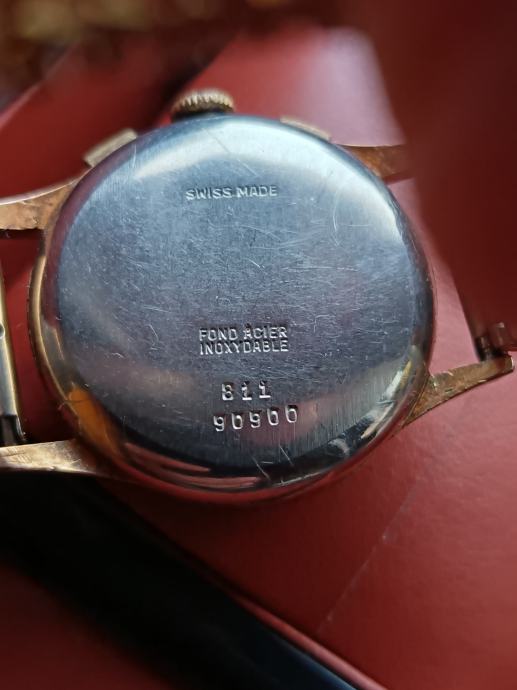 SWISS MADE
FOND ACIER
INOXYDABLE
811
90900